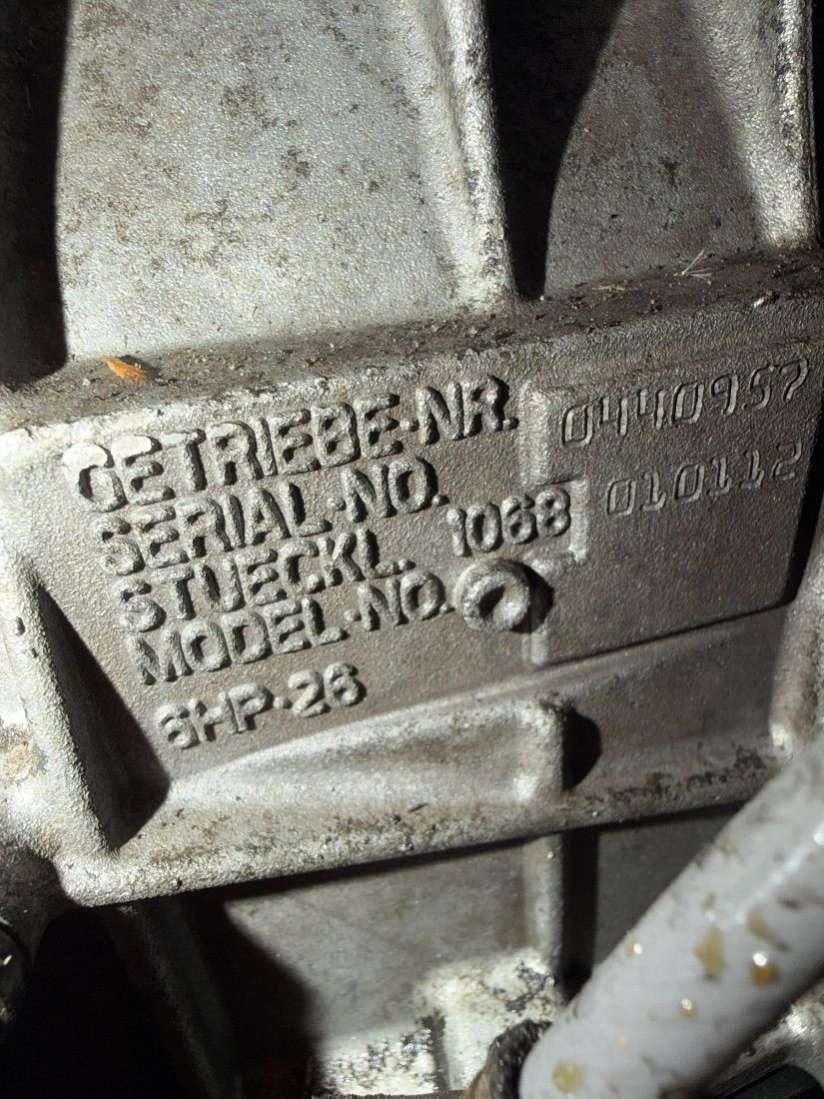 GETRIEBE-NR. 0440957
SERIAL-NO.
STUECKL. 1068 010112
MODEL-NO.
6HP-26